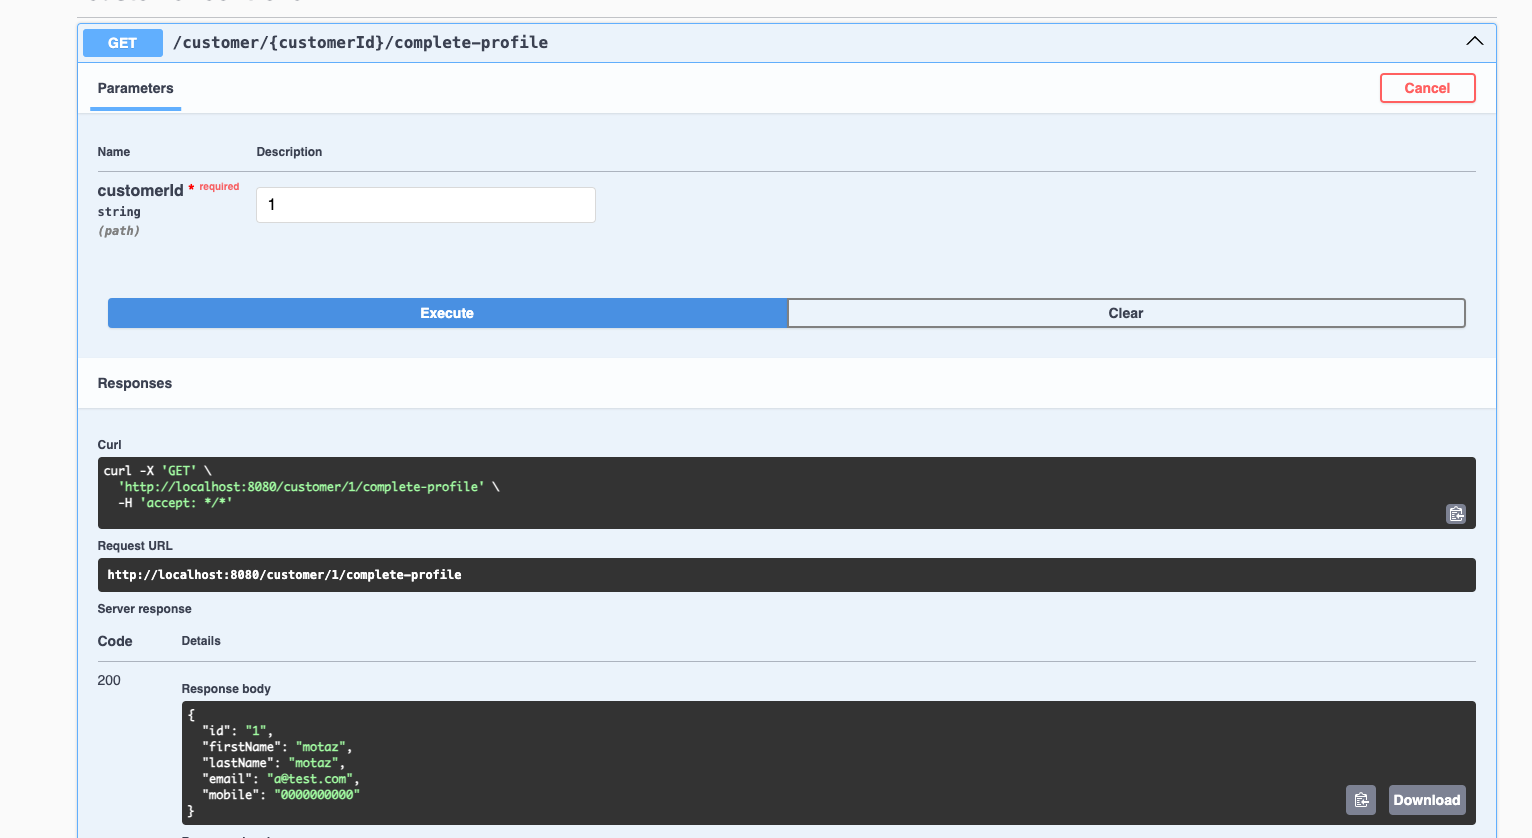 GET /customer/{customerId}/complete-profile
Parameters
Cancel
Name Description
customerId * required
string
(path)
1
Execute
Clear
Responses
Curl
curl -X 'GET' \
  'http://localhost:8080/customer/1/complete-profile' \
  -H 'accept: */*'
Request URL
http://localhost:8080/customer/1/complete-profile
Server response
Code Details
200
Response body
{
  "id": "1",
  "firstName": "motaz",
  "lastName": "motaz",
  "email": "a@test.com",
  "mobile": "0000000000"
}
Download